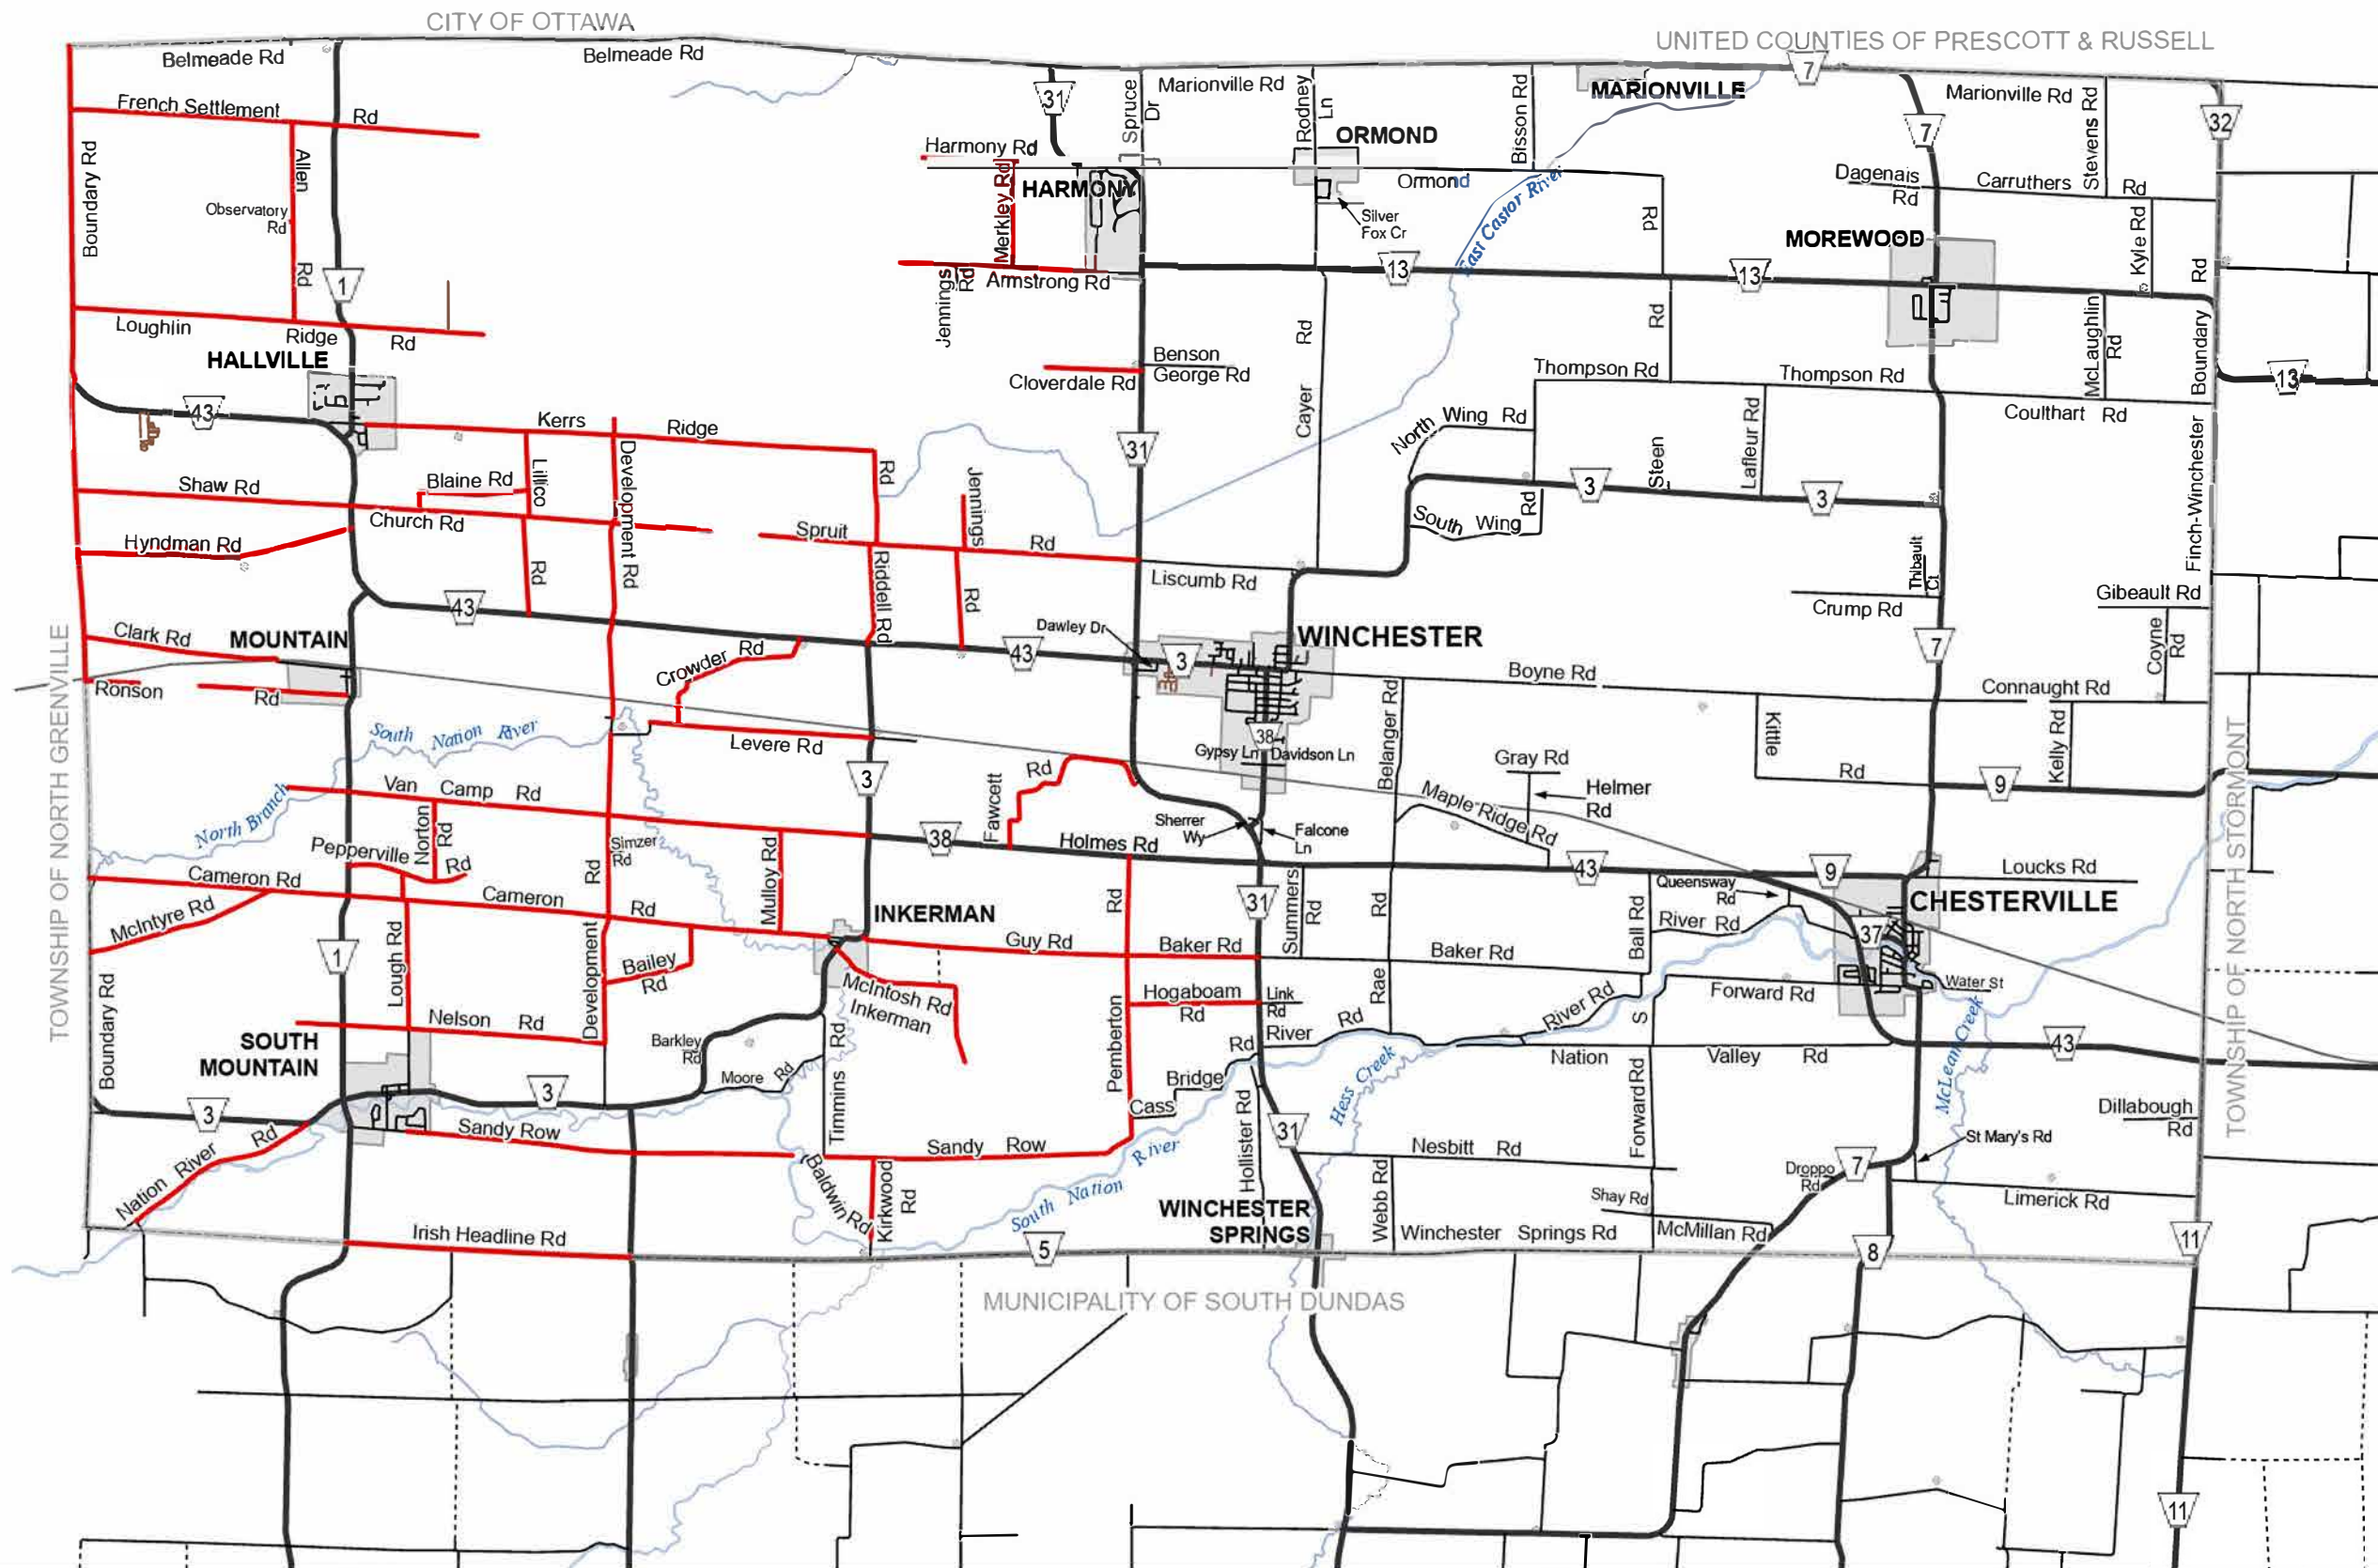 CITY OF OTTAWA
UNITED COUNTIES OF PRESCOTT & RUSSELL
Belmeade Rd
Belmeade Rd
7
31
Spruce
Dr
Marionville Rd
Rodney
Ln
Bisson Rd
MARIONVILLE
Marionville Rd
Stevens Rd
32
French Settlement
Rd
7
ORMOND
Harmony Rd
Boundary Rd
Allen
Rd
Observatory
Rd
Merkley Rd
HARMONY
Ormond
Rd
East Castor River
Silver
Fox Cr
Dagenais
Rd
Carruthers
Rd
Kyle Rd
MOREWOOD
1
Jennings
Rd
Armstrong Rd
13
13
Loughlin
Ridge
Rd
HALLVILLE
Benson
George Rd
Cloverdale Rd
Cayer
Rd
Rd
Thompson Rd
Thompson Rd
McLaughlin
Rd
Boundary
Rd
13
43
Kerrs
Ridge
Rd
31
North
Wing
Rd
Coulthart
Rd
Steen
Lafleur Rd
Finch-Winchester
Shaw Rd
Blaine Rd
Lillico
Rd
Development Rd
Church Rd
Jennings
Rd
3
3
South
Wing
Rd
Hyndman Rd
Spruit
Rd
Riddell Rd
Liscumb Rd
Thibault
Ct
Crump Rd
Gibeault Rd
43
Clark Rd
MOUNTAIN
Crowder
Rd
43
Dawley Dr
3
WINCHESTER
7
Coyne
Rd
Boyne Rd
Connaught Rd
Ronson
Rd
TOWNSHIP OF NORTH GRENVILLE
South
Nation
River
Levere Rd
38
Gypsy Ln
Davidson Ln
Belanger Rd
Kittle
Rd
Kelly Rd
9
TOWNSHIP OF NORTH STORMONT
Van
Camp
Rd
3
Fawcett
Rd
Gray Rd
Helmer
Rd
Maple Ridge Rd
North Branch
Norton
Rd
Pepperville
Rd
Simzer
Rd
Mulloy Rd
38
Holmes Rd
Sherrer
Wy
Falcone
Ln
43
9
Loucks Rd
Cameron Rd
Cameron
Rd
McIntyre Rd
INKERMAN
31
Summers
Rd
Rd
Queensway
Rd
CHESTERVILLE
Ball Rd
River Rd
37
Guy Rd
Baker Rd
Baker Rd
Lough Rd
1
Rd
Development
Bailey
Rd
McIntosh Rd
Inkerman
Rd
Pemberton
Hogaboam
Rd
Link
Rd
Rae
River
Rd
River Rd
Forward Rd
Water St
Boundary Rd
Nelson
Rd
Barkley
Rd
Rd
Timmins
S
Nation
Valley
Rd
43
McLean Creek
SOUTH
MOUNTAIN
3
3
Moore
Rd
Cass
Bridge
Rd
Hess Creek
Forward Rd
Dillabough
Rd
Nation
River
Rd
Sandy Row
Sandy
Row
South
Nation
River
Hollister Rd
31
Nesbitt
Rd
St Mary's Rd
Droppo
Rd
7
Baldwin Rd
Kirkwood
Rd
Webb Rd
Shay Rd
Limerick Rd
WINCHESTER
SPRINGS
Winchester
Springs Rd
McMillan Rd
Irish Headline Rd
5
8
11
MUNICIPALITY OF SOUTH DUNDAS
11